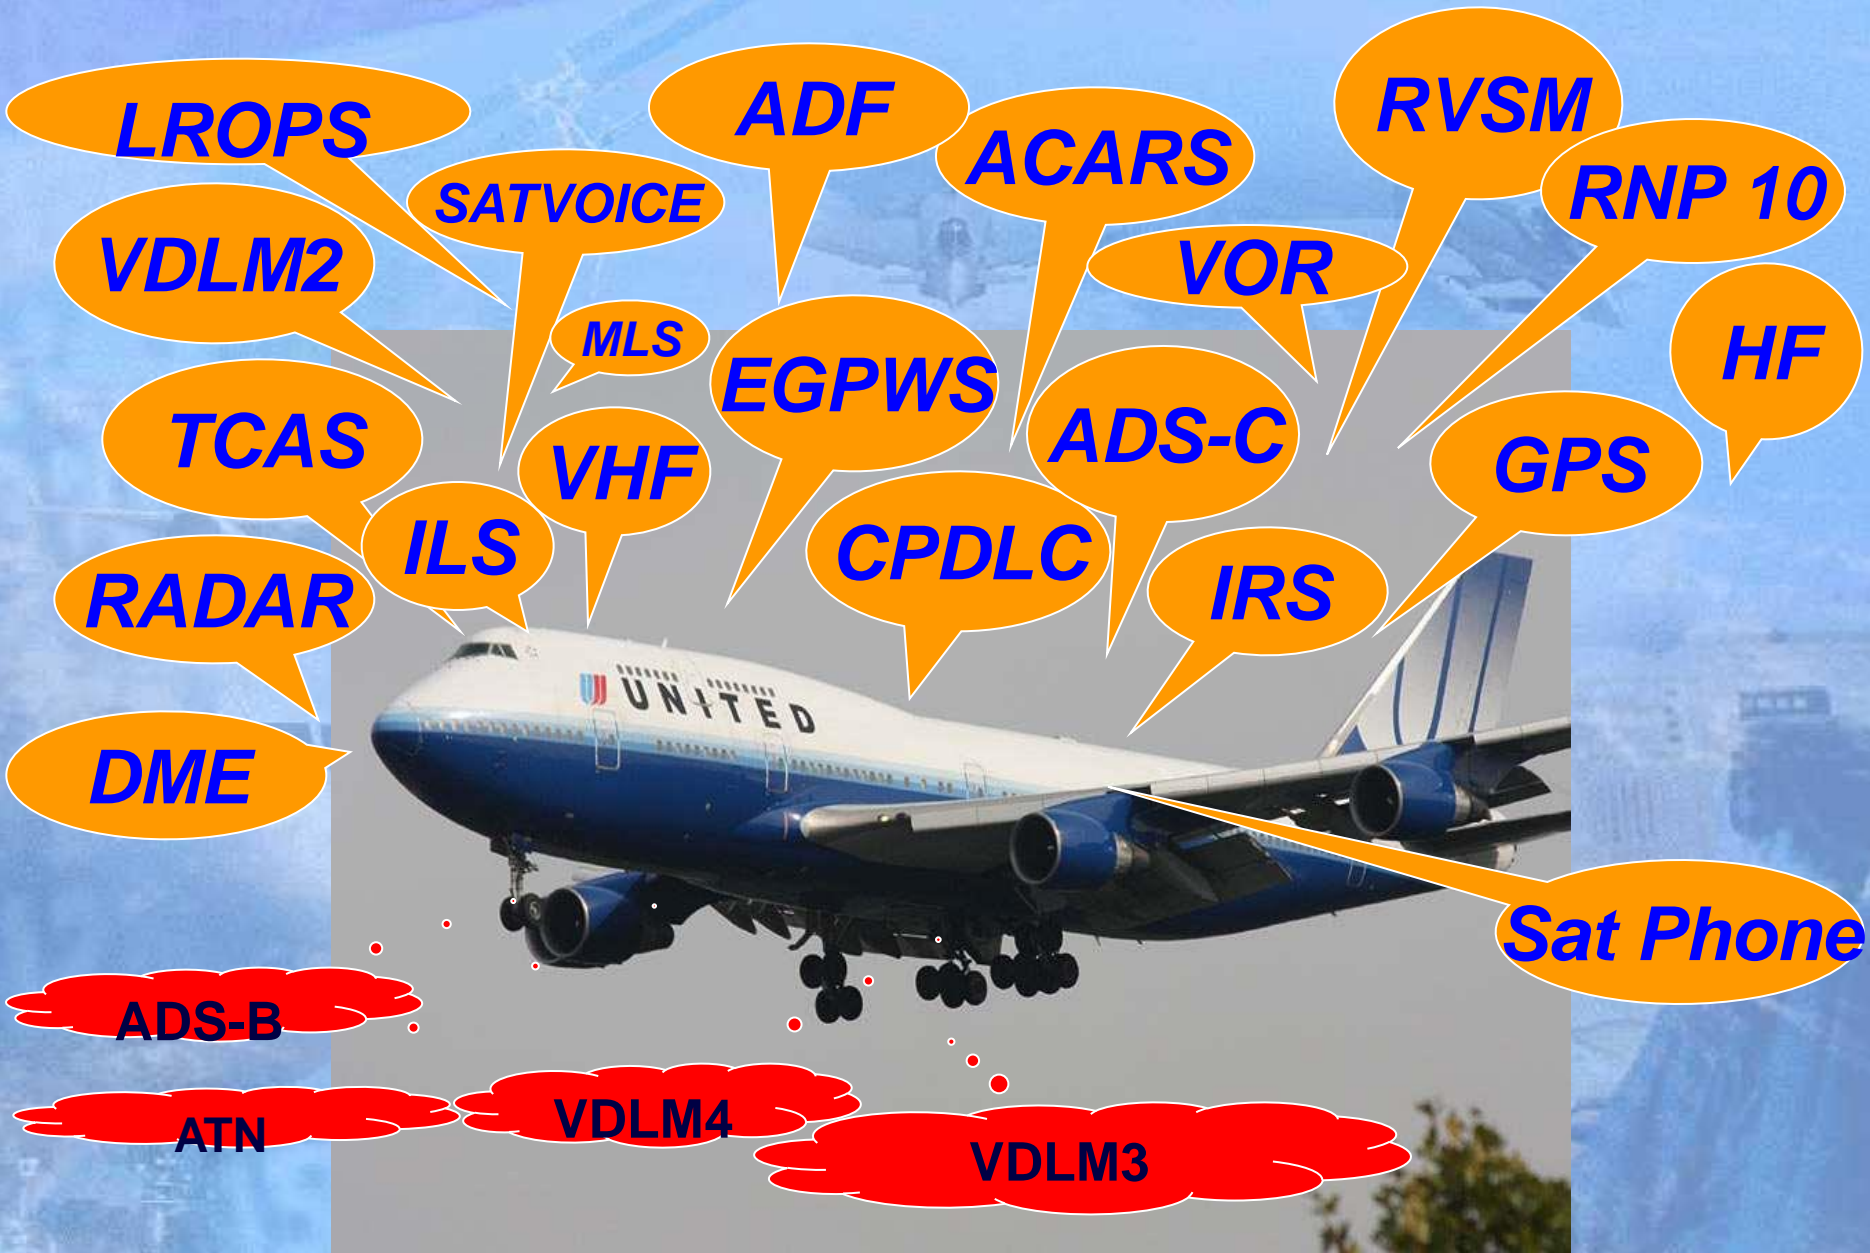 LROPS
ADF
RVSM
ACARS
SATVOICE
RNP 10
VDLM2
VOR
MLS
HF
EGPWS
TCAS
VHF
ADS-C
GPS
ILS
CPDLC
RADAR
IRS
UNITED
DME
Sat Phone
ADS-B
ATN
VDLM4
VDLM3